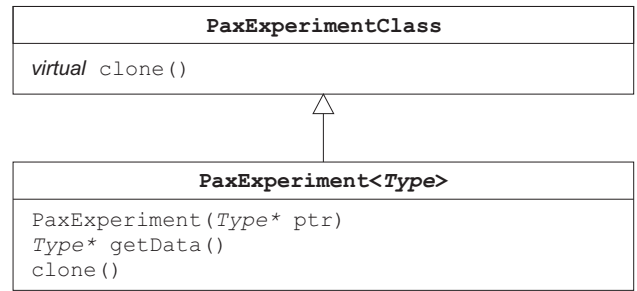 PaxExperimentClass
virtual clone()
PaxExperiment<Type>
PaxExperiment(Type* ptr)
Type* getData()
clone()